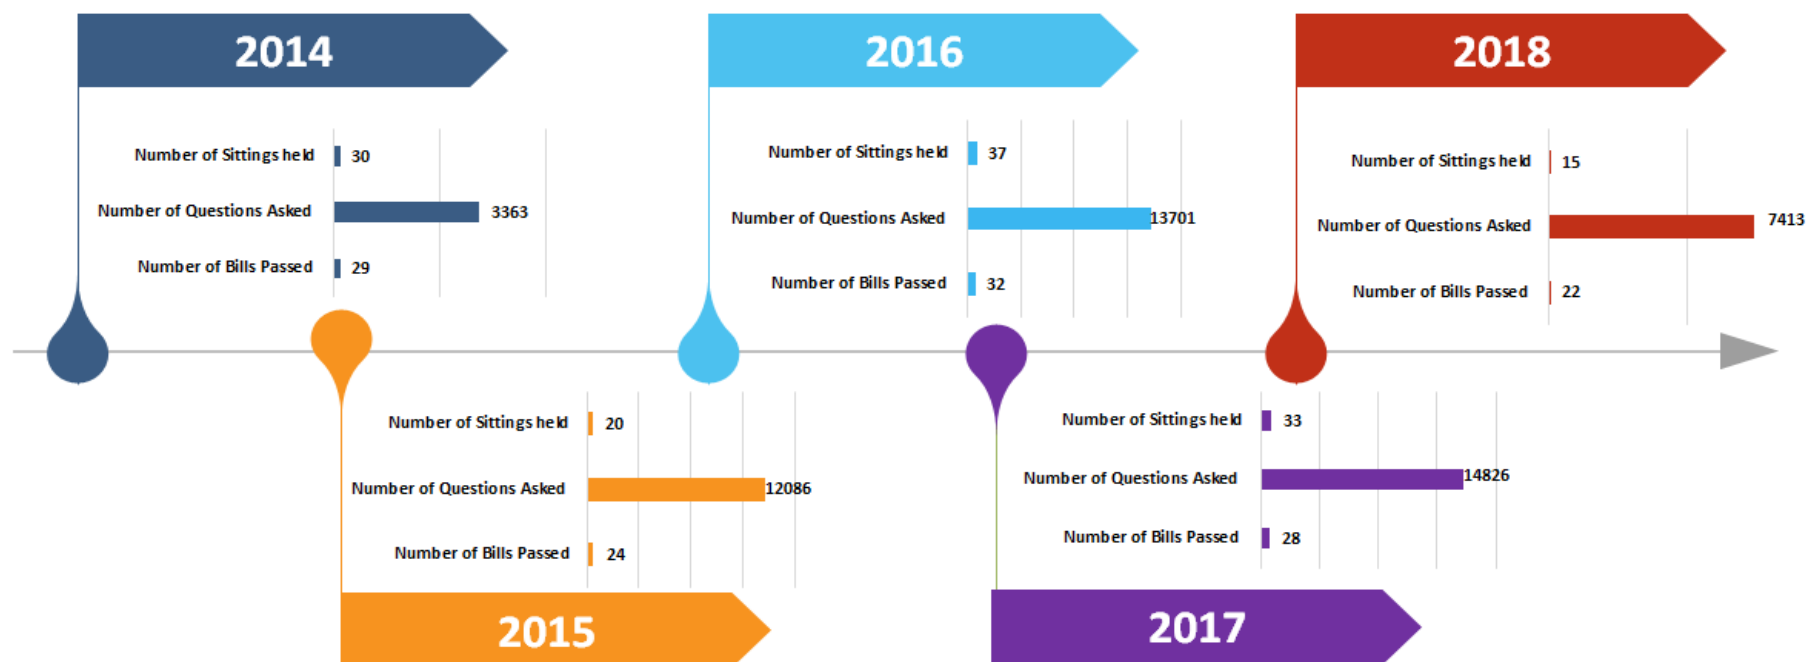 2014
Number of Sittings held 30
Number of Questions Asked 3363
Number of Bills Passed 29
2016
Number of Sittings held 37
Number of Questions Asked 13701
Number of Bills Passed 32
2018
Number of Sittings held 15
Number of Questions Asked 7413
Number of Bills Passed 22
Number of Sittings held 20
Number of Questions Asked 12086
Number of Bills Passed 24
2015
Number of Sittings held 33
Number of Questions Asked 14826
Number of Bills Passed 28
2017